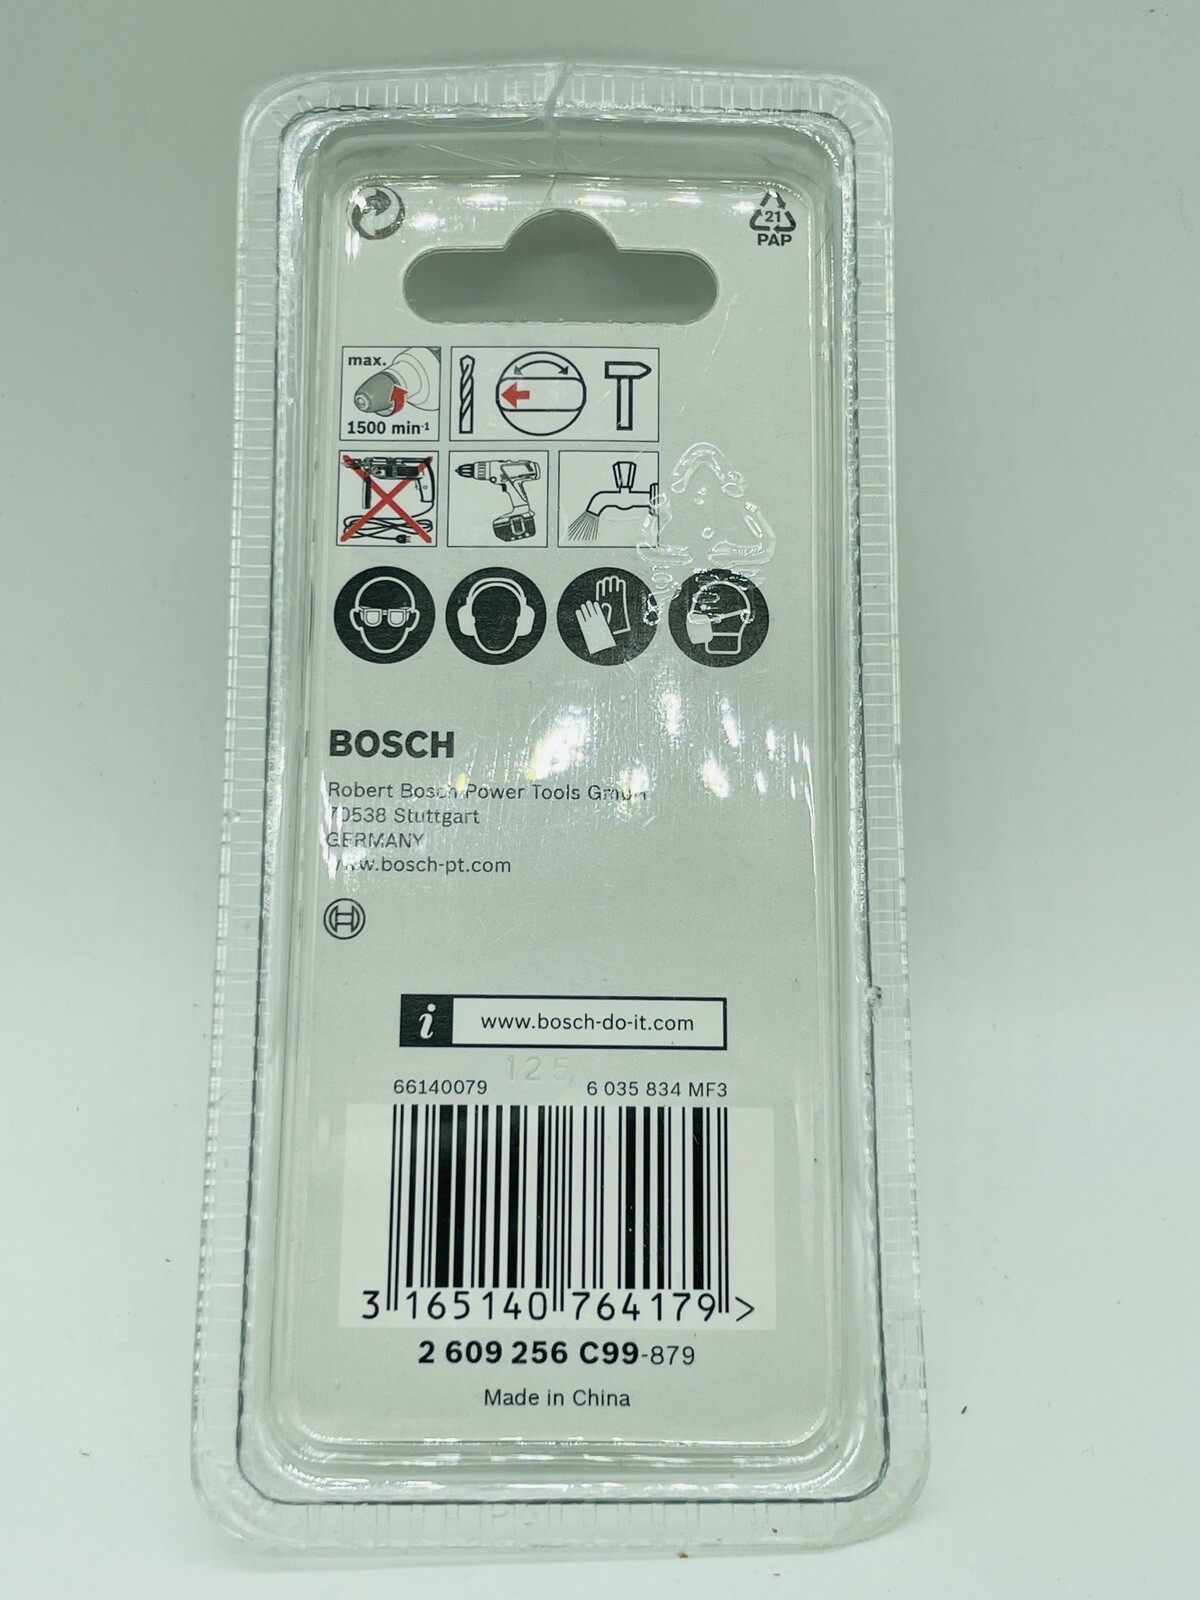 21
PAP
max.
1500 min-1
BOSCH
Robert Bosch Power Tools GmbH
70538 Stuttgart
GERMANY
www.bosch-pt.com
i www.bosch-do-it.com
125
66140079 6 035 834 MF3
3 165140 764179 >
2 609 256 C99-879
Made in China